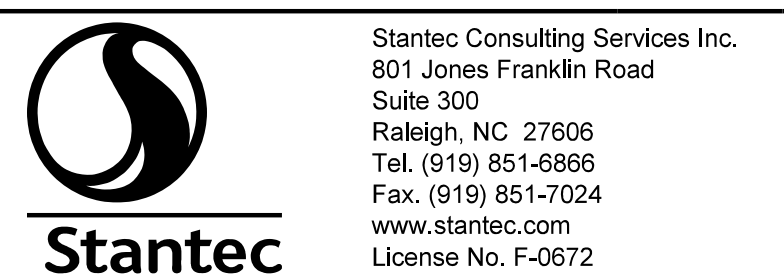 Stantec
Stantec Consulting Services Inc.
801 Jones Franklin Road
Suite 300
Raleigh, NC  27606
Tel. (919) 851-6866
Fax. (919) 851-7024
www.stantec.com
License No. F-0672